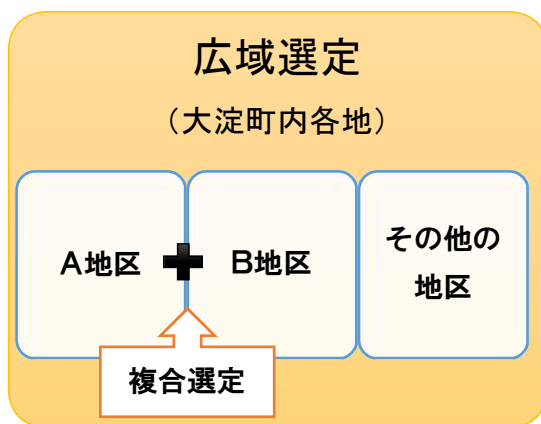 広域選定
（大淀町内各地）
Ａ地区
Ｂ地区
その他の
地区
複合選定